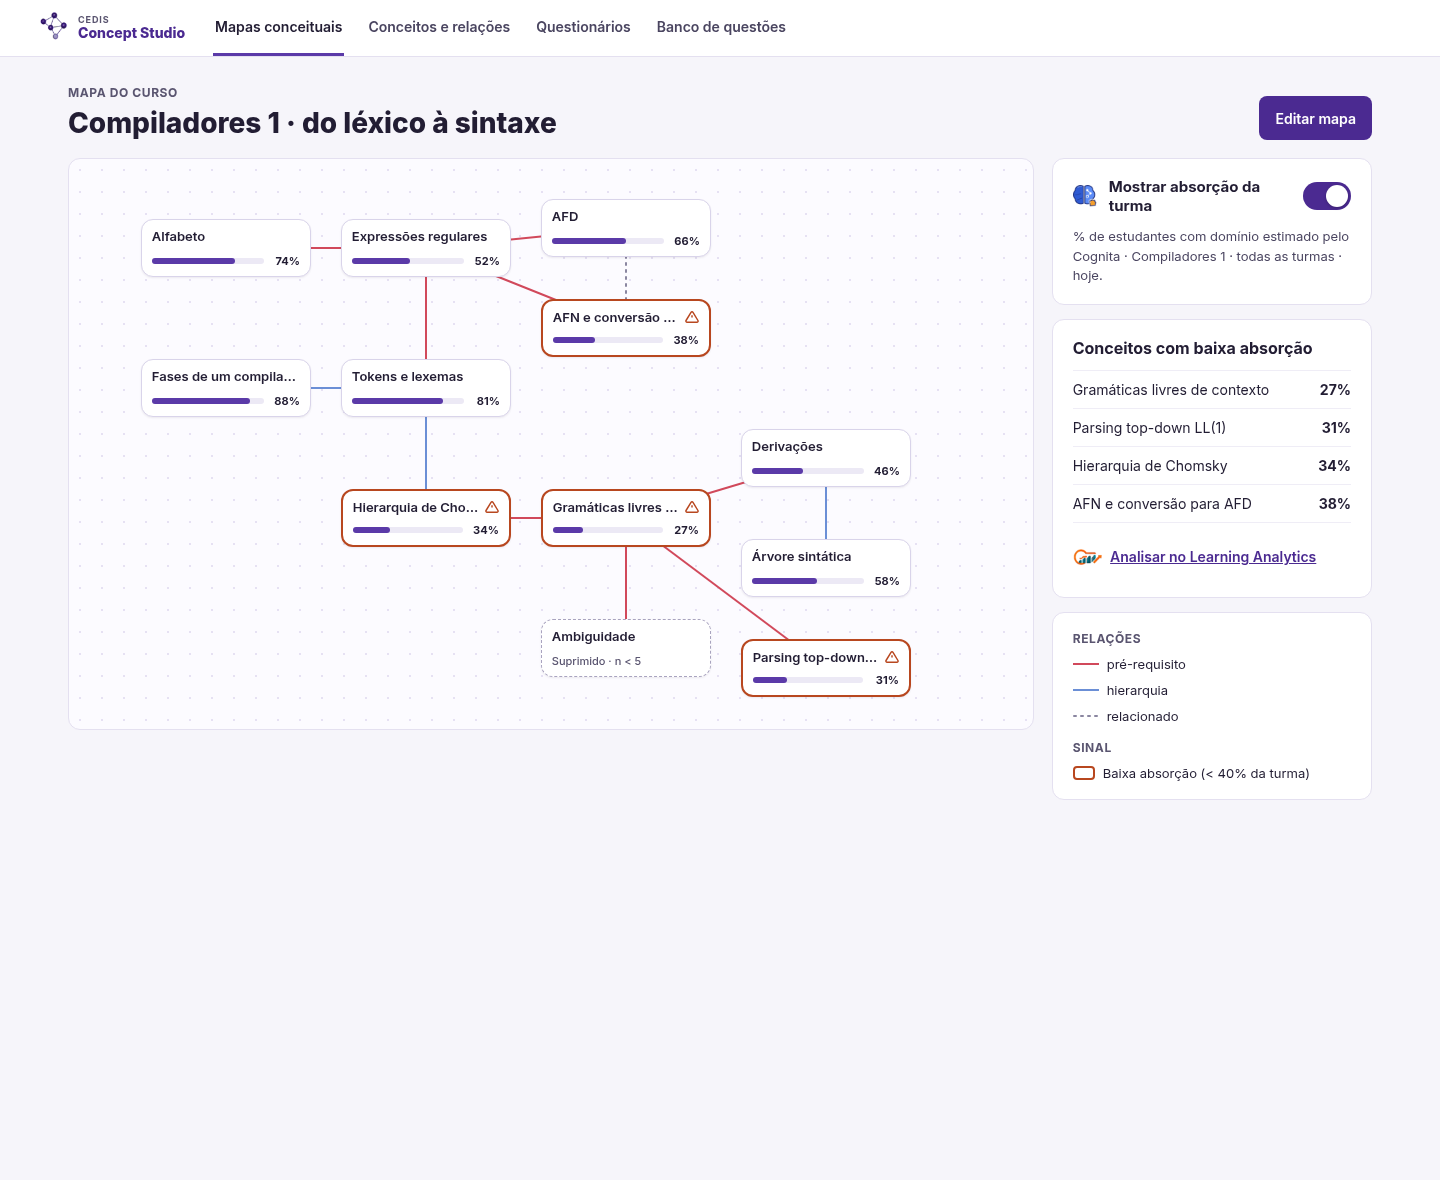 CEDIS
Concept Studio
Mapas conceituais
Conceitos e relações
Questionários
Banco de questões
MAPA DO CURSO
Compiladores 1 · do léxico à sintaxe
Editar mapa
Alfabeto
74%
Expressões regulares
52%
AFD
66%
AFN e conversão ...
38%
Fases de um compila...
88%
Tokens e lexemas
81%
Derivações
46%
Hierarquia de Cho...
34%
Gramáticas livres ...
27%
Árvore sintática
58%
Ambiguidade
Suprimido · n < 5
Parsing top-down...
31%
Mostrar absorção da
turma
% de estudantes com domínio estimado pelo
Cognita · Compiladores 1 · todas as turmas ·
hoje.
Conceitos com baixa absorção
Gramáticas livres de contexto 27%
Parsing top-down LL(1) 31%
Hierarquia de Chomsky 34%
AFN e conversão para AFD 38%
Analisar no Learning Analytics
RELAÇÕES
pré-requisito
hierarquia
relacionado
SINAL
Baixa absorção (< 40% da turma)